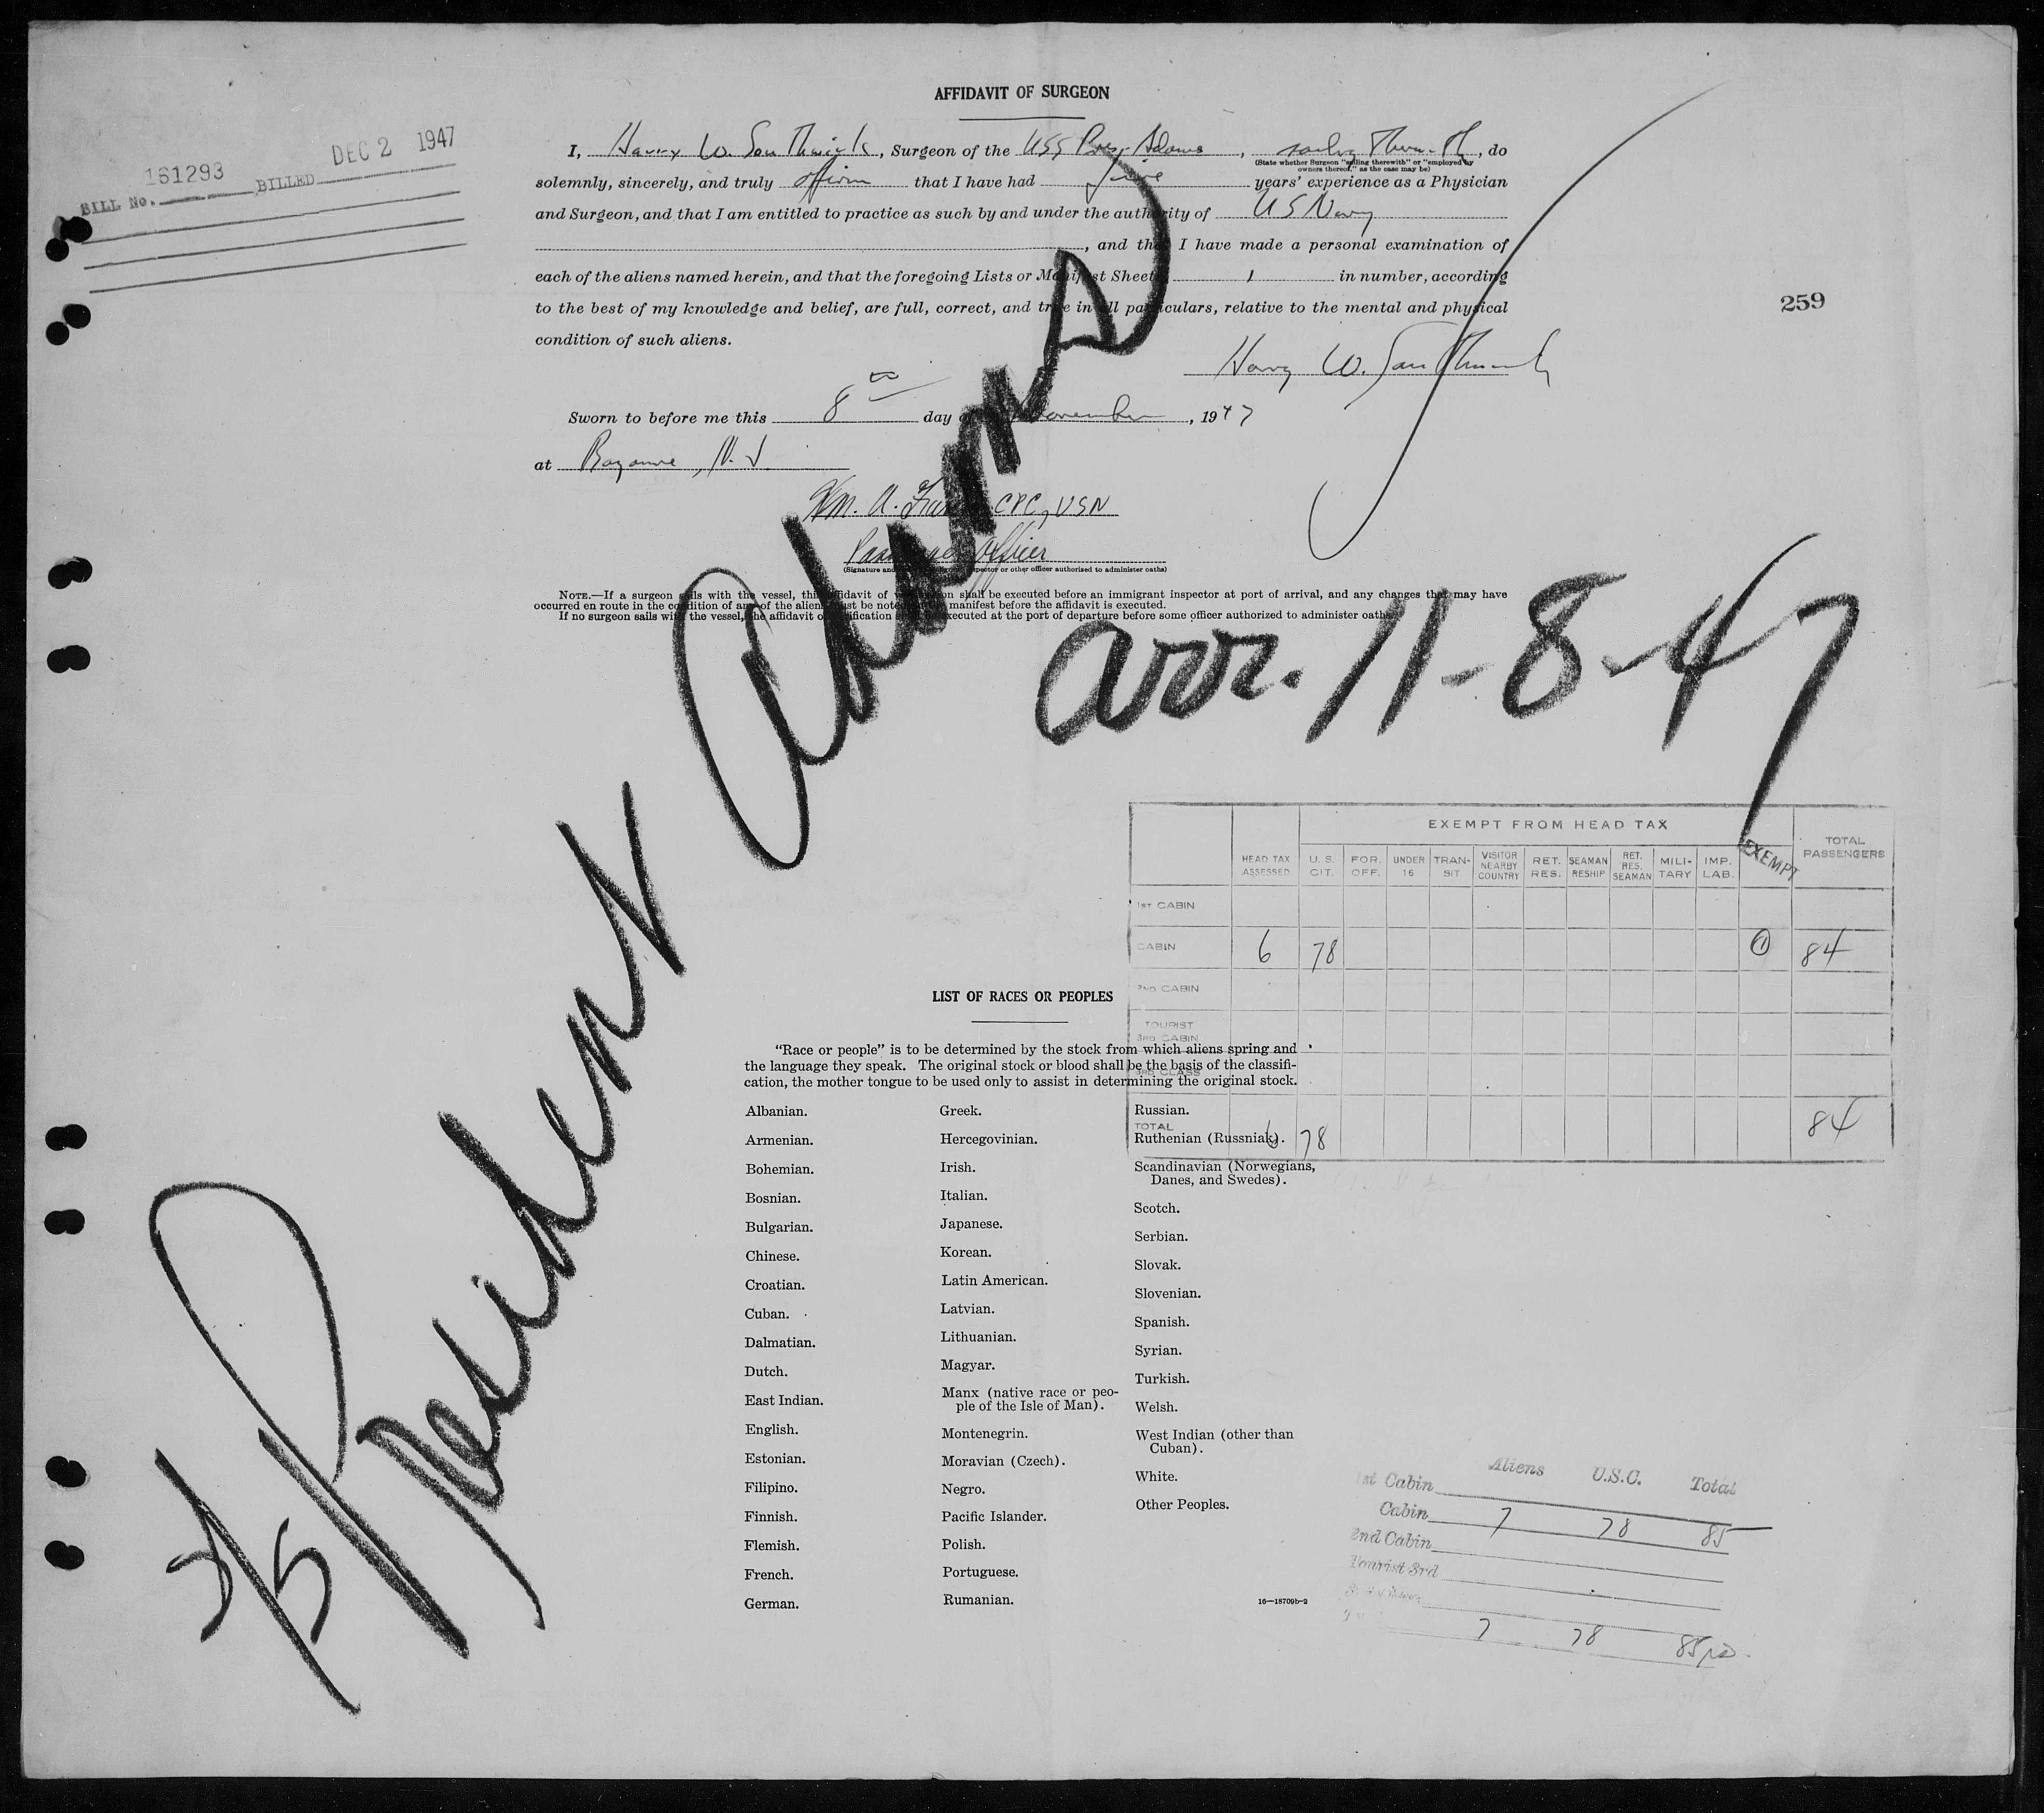 AFFIDAVIT OF SURGEON
DEC 2 1947
161293
BILL No. BILLED
I, Harry W. Southwick, Surgeon of the USS Pres. Adams, sailing therewith, do
(State whether Surgeon "sailing therewith" or "employed by owners thereof," as the case may be)
solemnly, sincerely, and truly affirm that I have had five years' experience as a Physician
and Surgeon, and that I am entitled to practice as such by and under the authority of US Navy
, and that I have made a personal examination of
each of the aliens named herein, and that the foregoing Lists or Manifest Sheets 1 in number, according
to the best of my knowledge and belief, are full, correct, and true in all particulars, relative to the mental and physical
condition of such aliens.
259
Harry W. Southwick
Sworn to before me this 8 day of November, 1947
at Bayonne, N.J.
Wm. A. CPC, USN
Passenger Officer
(Signature and inspector or other officer authorized to administer oaths)
NOTE.—If a surgeon sails with the vessel, this affidavit of shall be executed before an immigrant inspector at port of arrival, and any changes that may have
occurred en route in the condition of any of the aliens must be noted manifest before the affidavit is executed.
If no surgeon sails with the vessel, the affidavit executed at the port of departure before some officer authorized to administer oaths.
President Adams
arr. 11-8-47
EXEMPT FROM HEAD TAX
HEAD TAX ASSESSED U.S. CIT. FOR. OFF. UNDER 16 TRANSIT VISITOR NEARBY COUNTRY RET. RES. SEAMAN RESHIP RET. RES. SEAMAN MILITARY IMP. LAB. EXEMPT TOTAL PASSENGERS
1ST CABIN
CABIN 6 78 84
2ND CABIN
TOURIST
3RD CABIN
3RD CLASS
TOTAL 6 78 84
LIST OF RACES OR PEOPLES
"Race or people" is to be determined by the stock from which aliens spring and
the language they speak. The original stock or blood shall be the basis of the classifi-
cation, the mother tongue to be used only to assist in determining the original stock.
Albanian.
Armenian.
Bohemian.
Bosnian.
Bulgarian.
Chinese.
Croatian.
Cuban.
Dalmatian.
Dutch.
East Indian.
English.
Estonian.
Filipino.
Finnish.
Flemish.
French.
German.
Greek.
Hercegovinian.
Irish.
Italian.
Japanese.
Korean.
Latin American.
Latvian.
Lithuanian.
Magyar.
Manx (native race or peo-
ple of the Isle of Man).
Montenegrin.
Moravian (Czech).
Negro.
Pacific Islander.
Polish.
Portuguese.
Rumanian.
Russian.
Ruthenian (Russniak).
Scandinavian (Norwegians,
Danes, and Swedes).
Scotch.
Serbian.
Slovak.
Slovenian.
Spanish.
Syrian.
Turkish.
Welsh.
West Indian (other than
Cuban).
White.
Other Peoples.
16—18709b-2
Aliens U.S.C. Total
1st Cabin
Cabin 7 78 85
2nd Cabin
Tourist 3rd
7 78 85